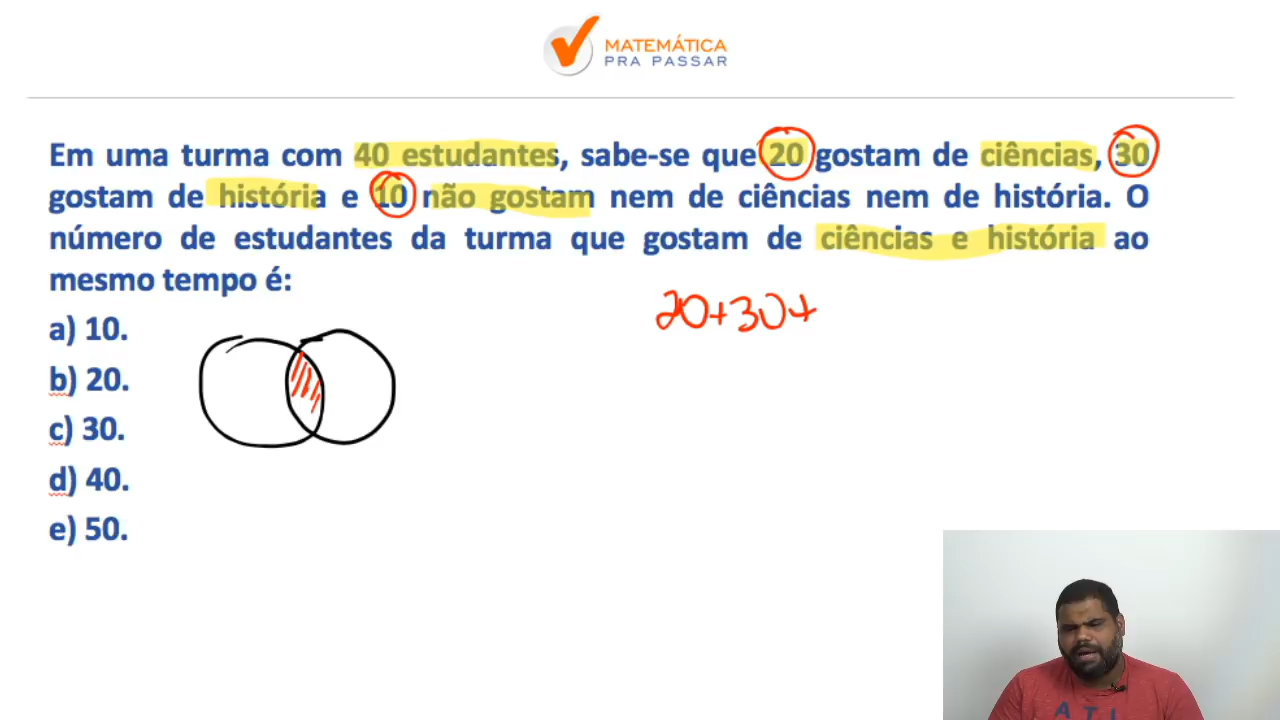 MATEMÁTICA
PRA PASSAR
Em uma turma com 40 estudantes, sabe-se que 20 gostam de ciências, 30
gostam de história e 10 não gostam nem de ciências nem de história. O
número de estudantes da turma que gostam de ciências e história ao
mesmo tempo é:
20+30+
a) 10.
b) 20.
c) 30.
d) 40.
e) 50.